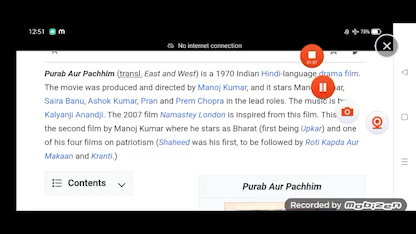 12:51
78%
No internet connection
01:07
Purab Aur Pachhim (transl. East and West) is a 1970 Indian Hindi-language drama film.
The movie was produced and directed by Manoj Kumar, and it stars Manoj Kumar,
Saira Banu, Ashok Kumar, Pran and Prem Chopra in the lead roles. The music is by
Kalyanji Anandji. The 2007 film Namastey London is inspired from this film. This
the second film by Manoj Kumar where he stars as Bharat (first being Upkar) and one
of his four films on patriotism (Shaheed was his first, to be followed by Roti Kapda Aur
Makaan and Kranti.)
Contents
Purab Aur Pachhim
Recorded by MOBIZEN